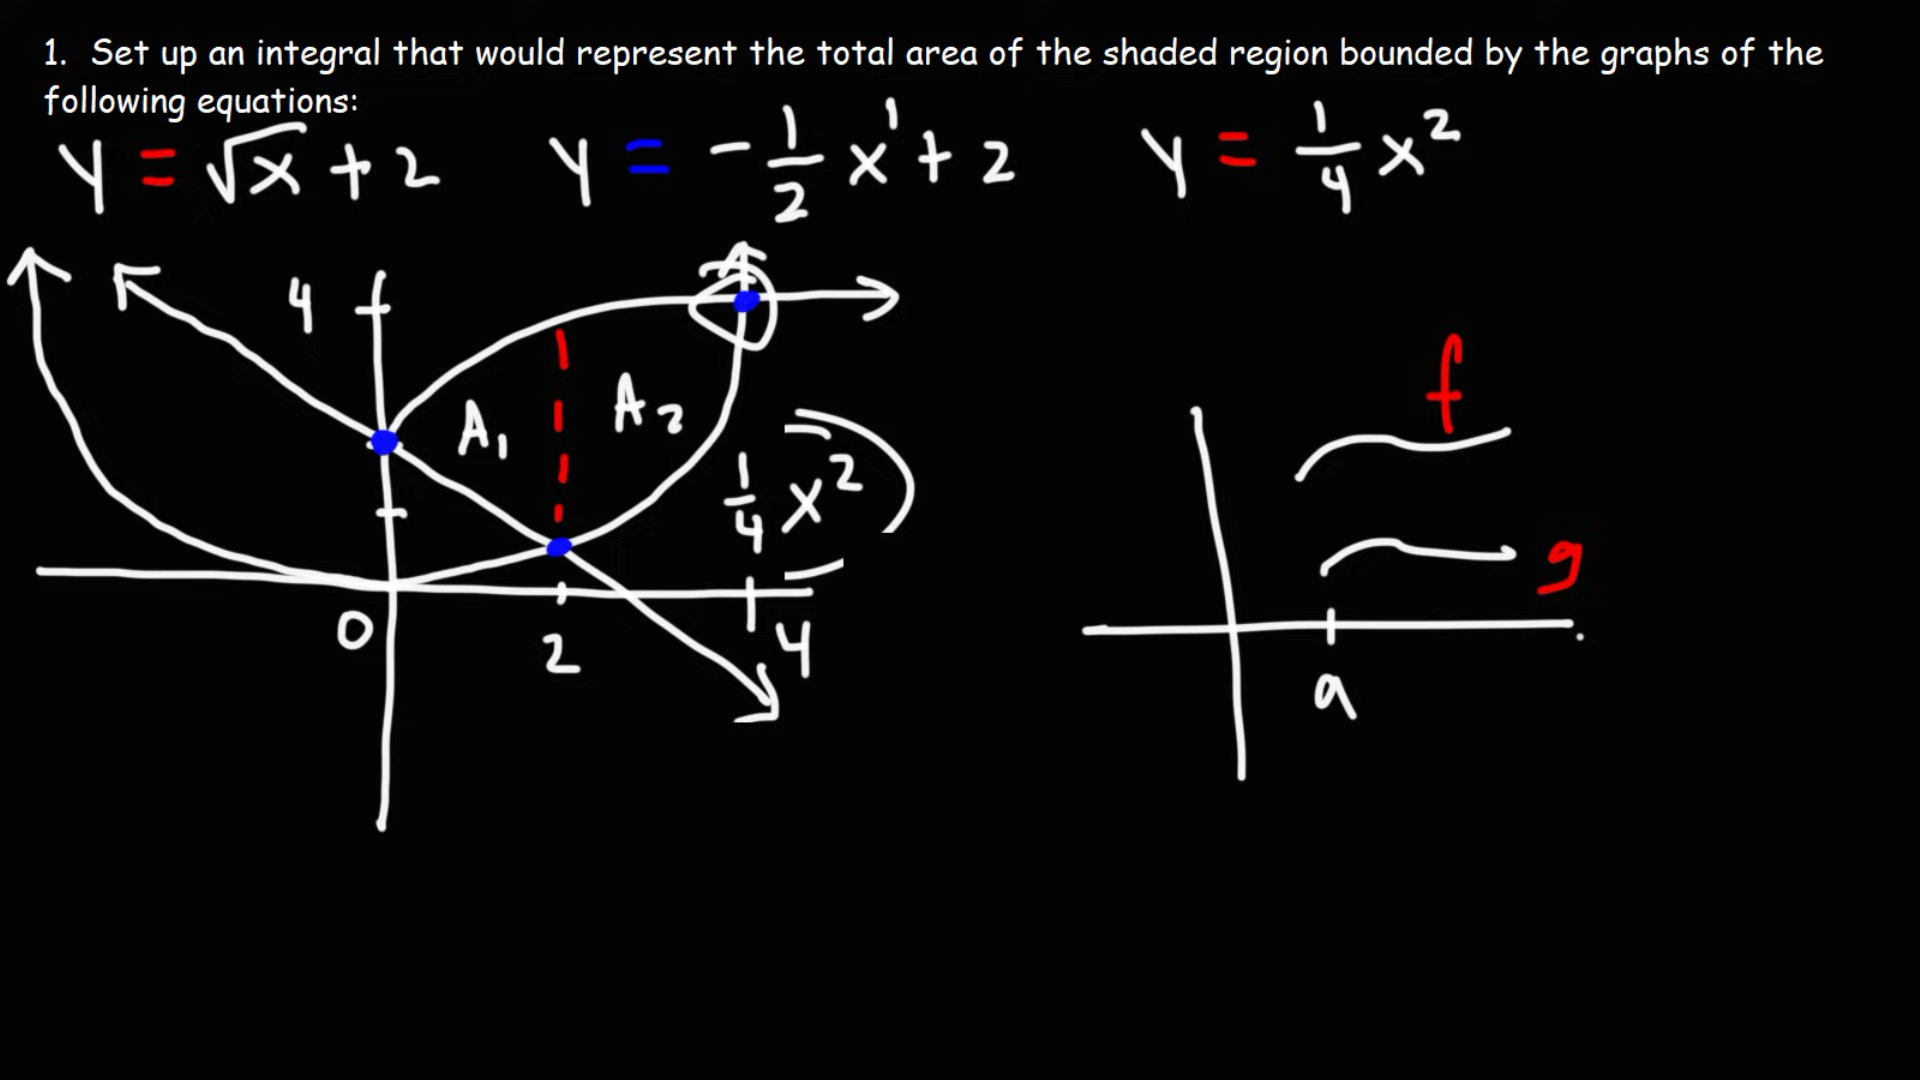 1. Set up an integral that would represent the total area of the shaded region bounded by the graphs of the
following equations:
y = √x + 2 y = -1/2 x¹ + 2 y = 1/4 x²
4
f
A₁ A₂
1/4 x²
g
0 2 4
a